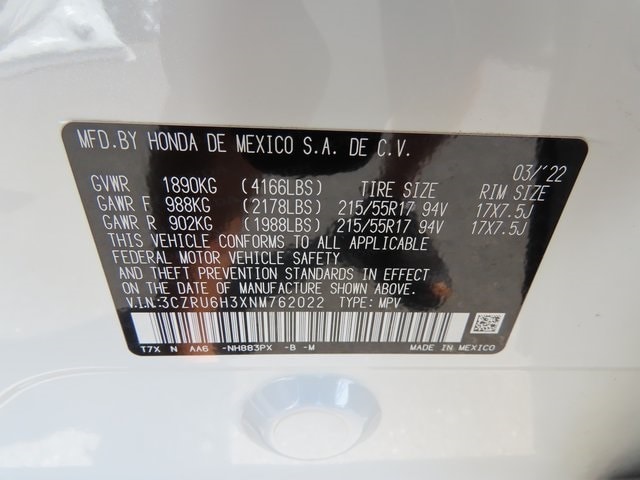 MFD.BY HONDA DE MEXICO S.A. DE C.V.
03/'22
GVWR 1890KG (4166LBS) TIRE SIZE RIM SIZE
GAWR F 988KG (2178LBS) 215/55R17 94V 17X7.5J
GAWR R 902KG (1988LBS) 215/55R17 94V 17X7.5J
THIS VEHICLE CONFORMS TO ALL APPLICABLE
FEDERAL MOTOR VEHICLE SAFETY
AND THEFT PREVENTION STANDARDS IN EFFECT
ON THE DATE OF MANUFACTURE SHOWN ABOVE.
V.I.N:3CZRU6H3XNM762022 TYPE: MPV
T7X N AA6 -NH883PX -B -M MADE IN MEXICO